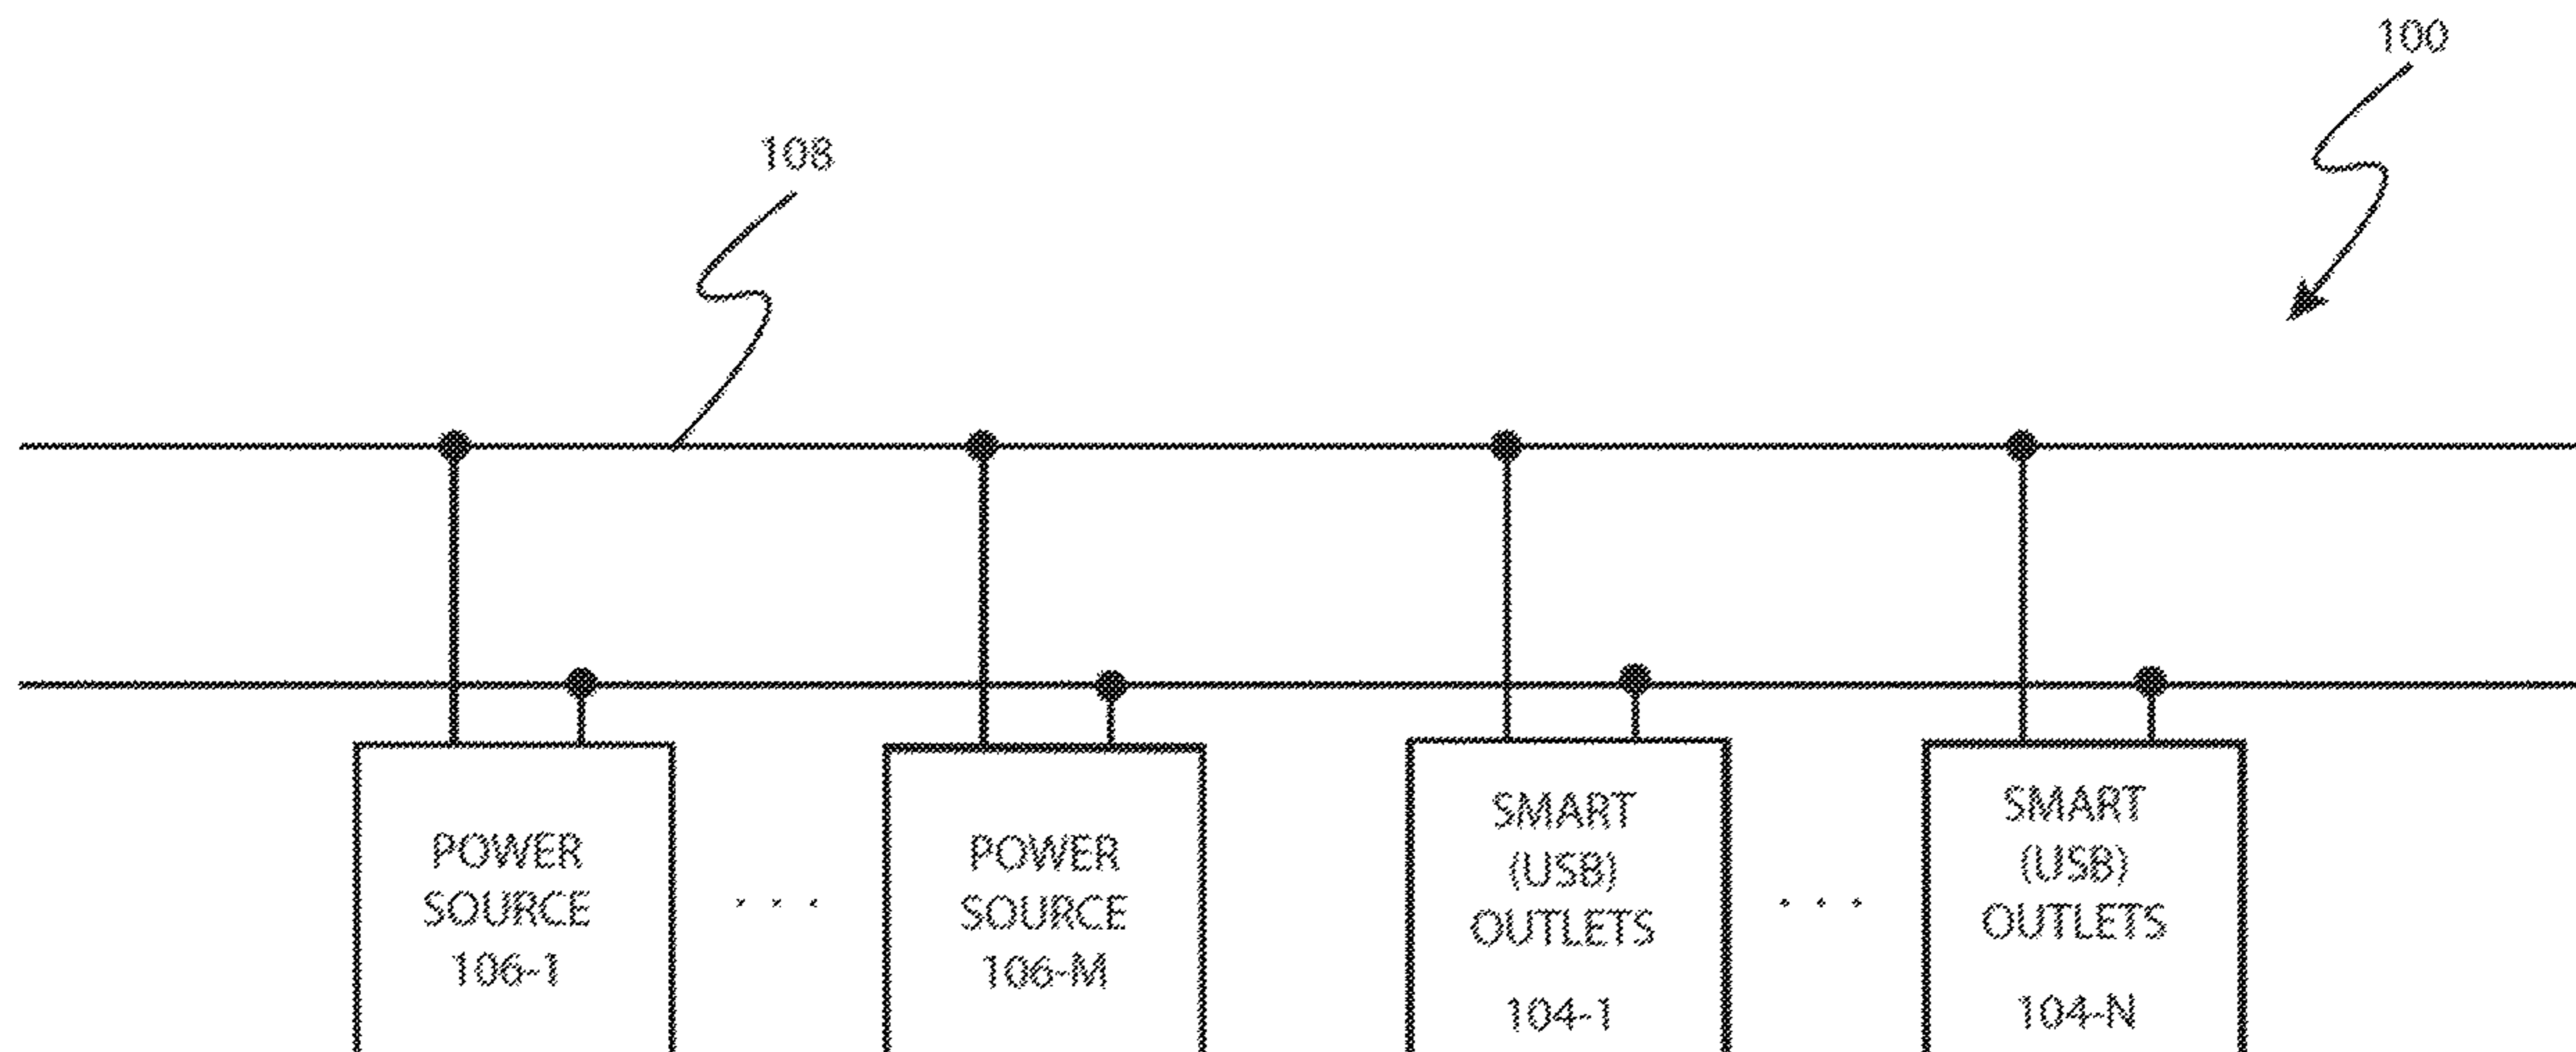 100
108
POWER
SOURCE
106-1
. . .
POWER
SOURCE
106-M
SMART
(USB)
OUTLETS
104-1
. . .
SMART
(USB)
OUTLETS
104-N